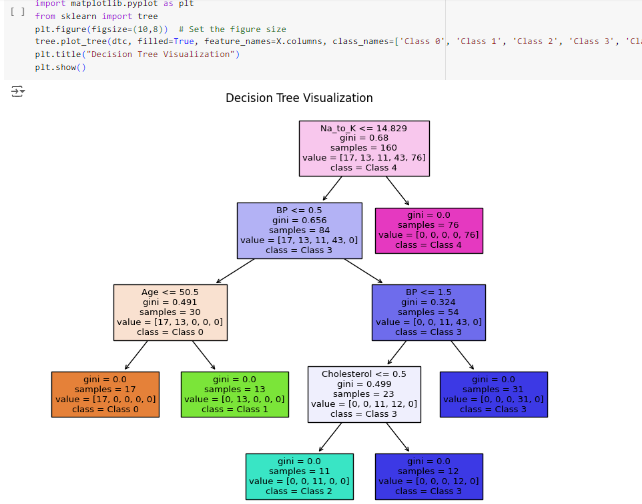 import matplotlib.pyplot as plt
[ ]
from sklearn import tree
plt.figure(figsize=(10,8))  # Set the figure size
tree.plot_tree(dtc, filled=True, feature_names=X.columns, class_names=['Class 0', 'Class 1', 'Class 2', 'Class 3', 'Cl
plt.title("Decision Tree Visualization")
plt.show()
Decision Tree Visualization
Na_to_K <= 14.829
gini = 0.68
samples = 160
value = [17, 13, 11, 43, 76]
class = Class 4
BP <= 0.5
gini = 0.656
samples = 84
value = [17, 13, 11, 43, 0]
class = Class 3
gini = 0.0
samples = 76
value = [0, 0, 0, 0, 76]
class = Class 4
Age <= 50.5
gini = 0.491
samples = 30
value = [17, 13, 0, 0, 0]
class = Class 0
BP <= 1.5
gini = 0.324
samples = 54
value = [0, 0, 11, 43, 0]
class = Class 3
gini = 0.0
samples = 17
value = [17, 0, 0, 0, 0]
class = Class 0
gini = 0.0
samples = 13
value = [0, 13, 0, 0, 0]
class = Class 1
Cholesterol <= 0.5
gini = 0.499
samples = 23
value = [0, 0, 11, 12, 0]
class = Class 3
gini = 0.0
samples = 31
value = [0, 0, 0, 31, 0]
class = Class 3
gini = 0.0
samples = 11
value = [0, 0, 11, 0, 0]
class = Class 2
gini = 0.0
samples = 12
value = [0, 0, 0, 12, 0]
class = Class 3